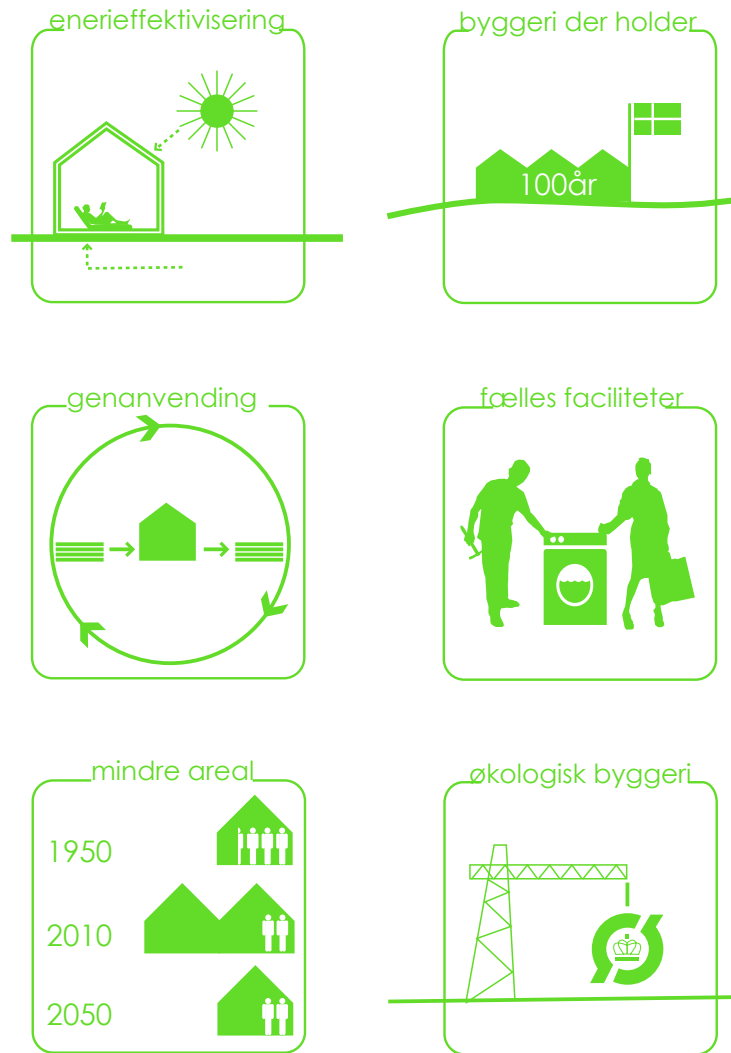 enerieffektivisering
byggeri der holder
100år
genanvending
fælles faciliteter
mindre areal
1950
2010
2050
økologisk byggeri